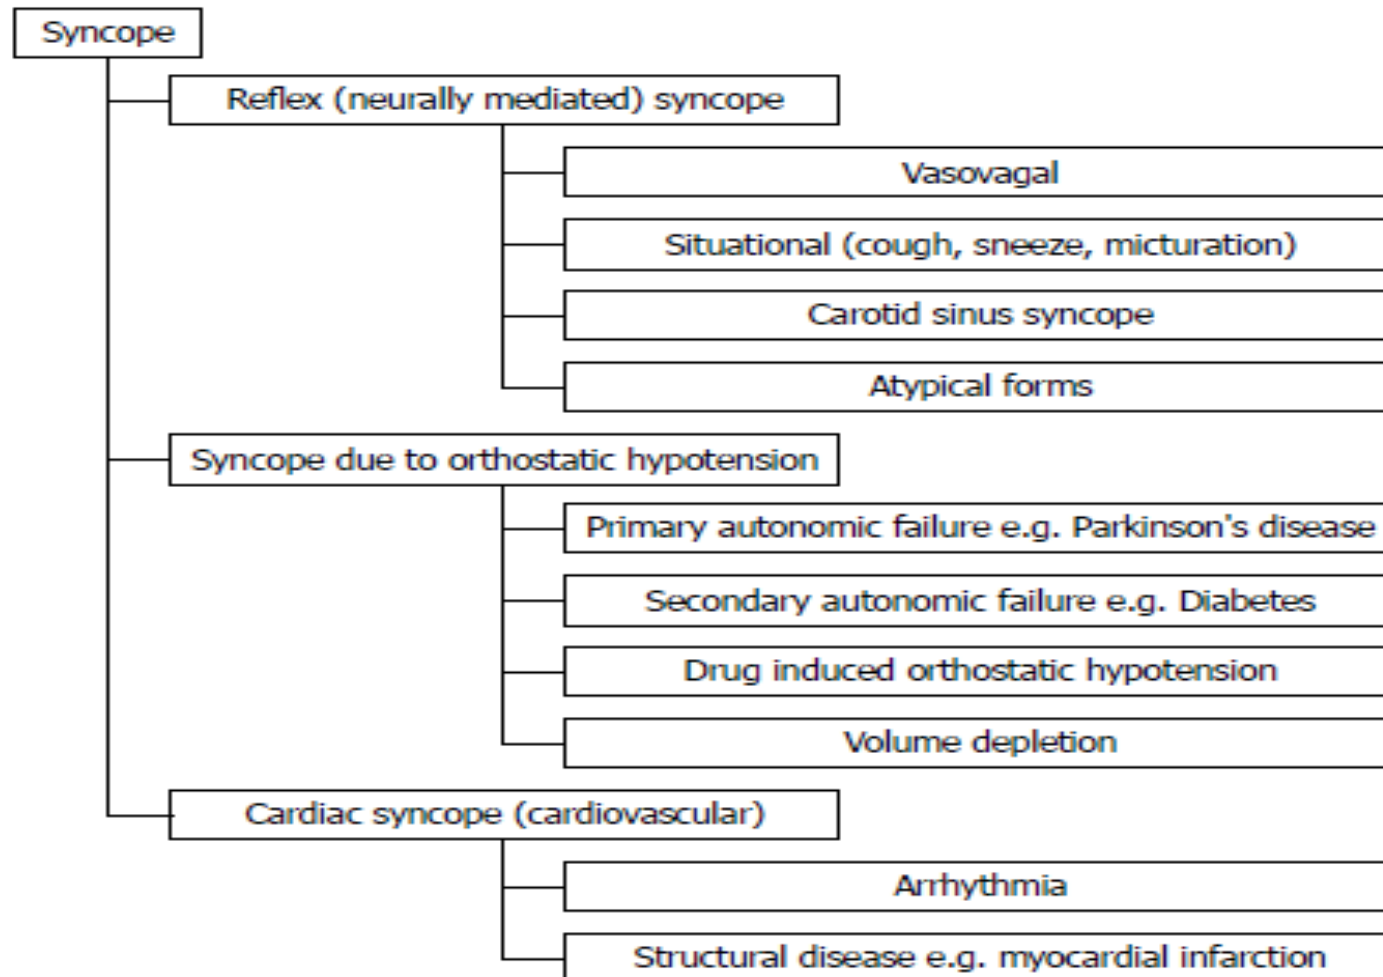 Syncope
Reflex (neurally mediated) syncope
Vasovagal
Situational (cough, sneeze, micturation)
Carotid sinus syncope
Atypical forms
Syncope due to orthostatic hypotension
Primary autonomic failure e.g. Parkinson's disease
Secondary autonomic failure e.g. Diabetes
Drug induced orthostatic hypotension
Volume depletion
Cardiac syncope (cardiovascular)
Arrhythmia
Structural disease e.g. myocardial infarction